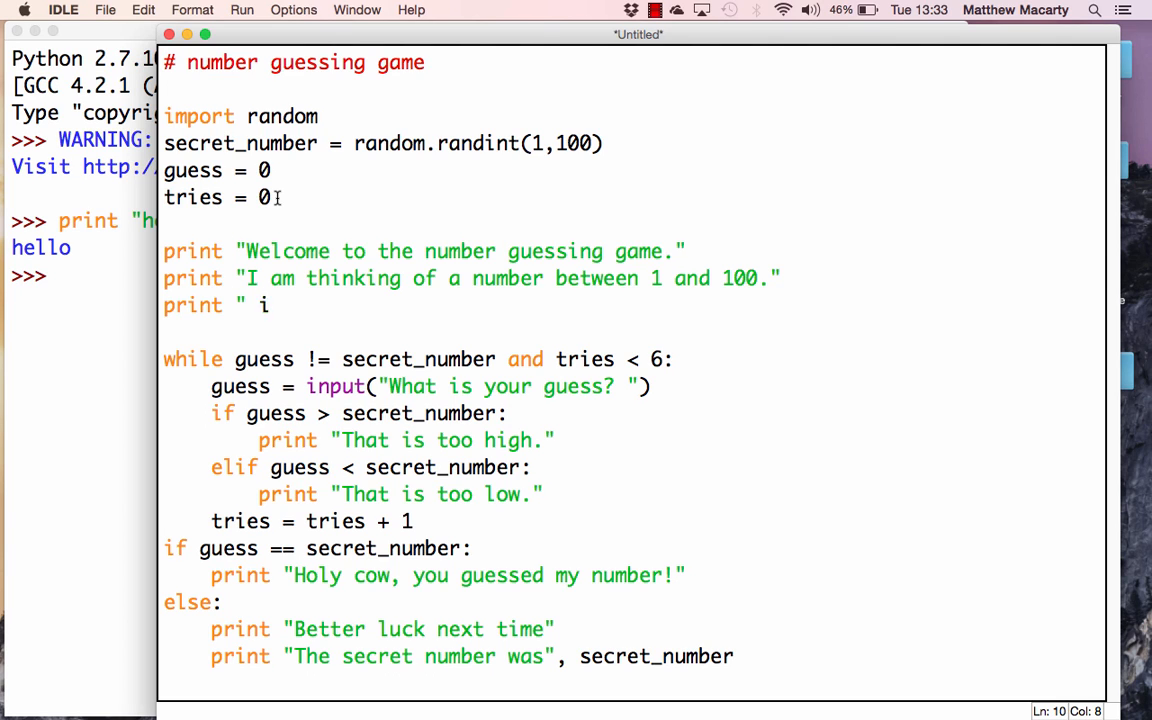 IDLE File Edit Format Run Options Window Help 46% Tue 13:33 Matthew Macarty
*Untitled*
Python 2.7.10
[GCC 4.2.1 (A
Type "copyrig
>>> WARNING:
Visit http:/
>>> print "he
hello
>>>
# number guessing game
import random
secret_number = random.randint(1,100)
guess = 0
tries = 0
print "Welcome to the number guessing game."
print "I am thinking of a number between 1 and 100."
print " i
while guess != secret_number and tries < 6:
    guess = input("What is your guess? ")
    if guess > secret_number:
        print "That is too high."
    elif guess < secret_number:
        print "That is too low."
    tries = tries + 1
if guess == secret_number:
    print "Holy cow, you guessed my number!"
else:
    print "Better luck next time"
    print "The secret number was", secret_number
Ln: 10 Col: 8